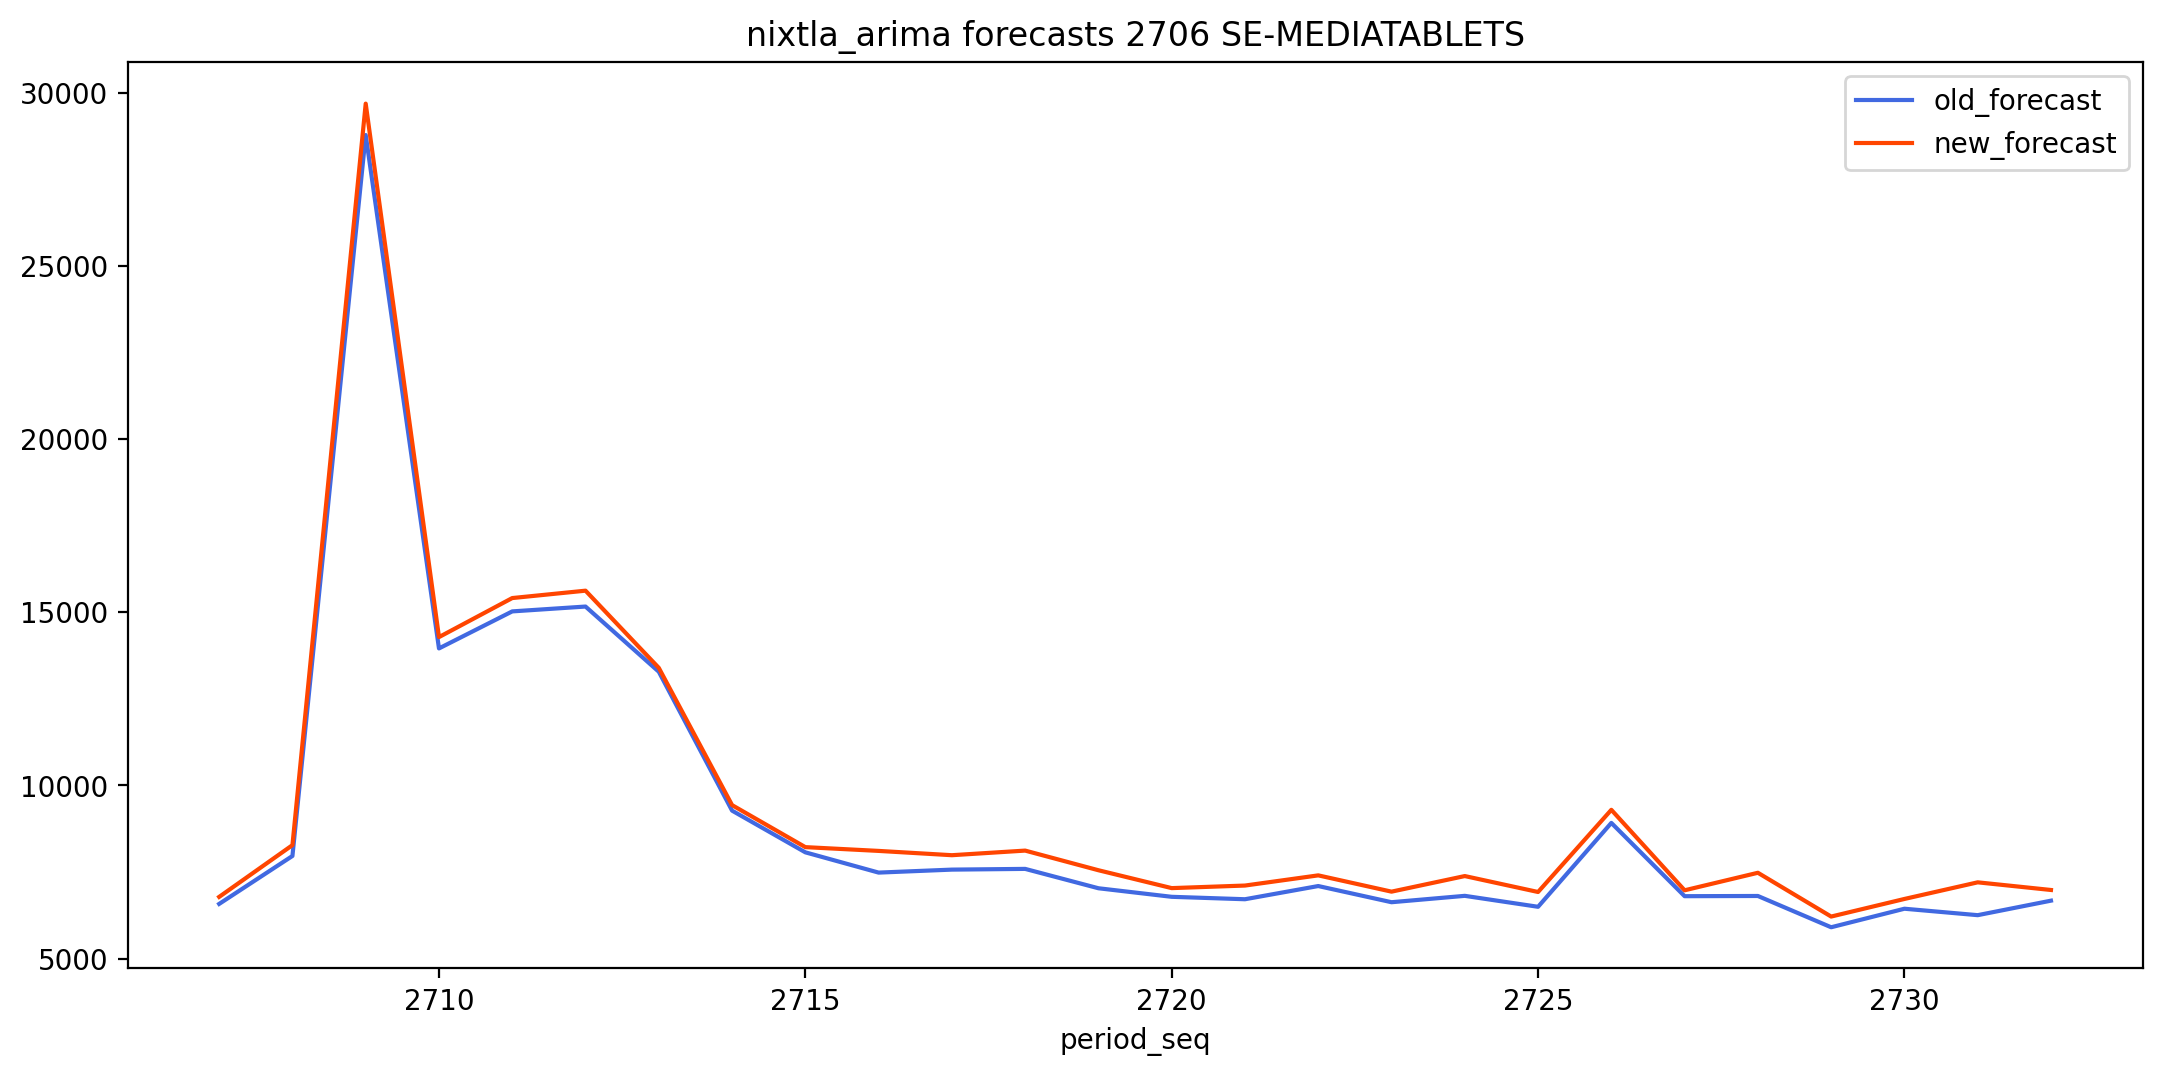 nixtla_arima forecasts 2706 SE-MEDIATABLETS
old_forecast
new_forecast
30000
25000
20000
15000
10000
5000
2710 2715 2720 2725 2730
period_seq